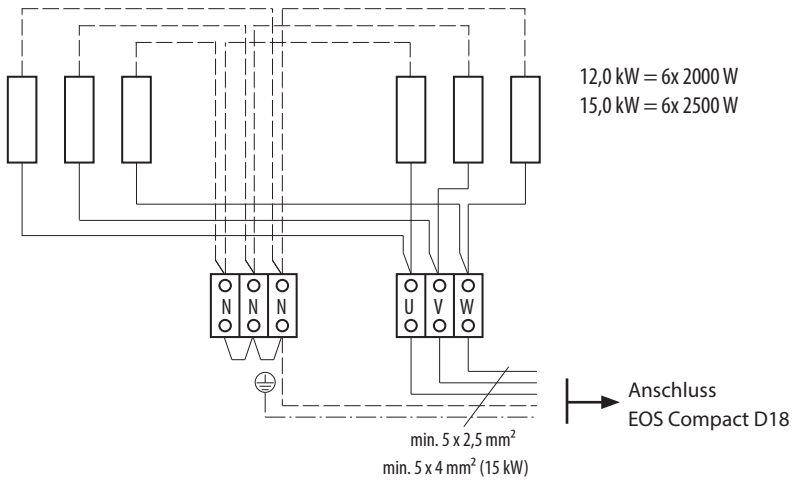 12,0 kW = 6x 2000 W
15,0 kW = 6x 2500 W
N N N
U V W
Anschluss
EOS Compact D18
min. 5 x 2,5 mm²
min. 5 x 4 mm² (15 kW)